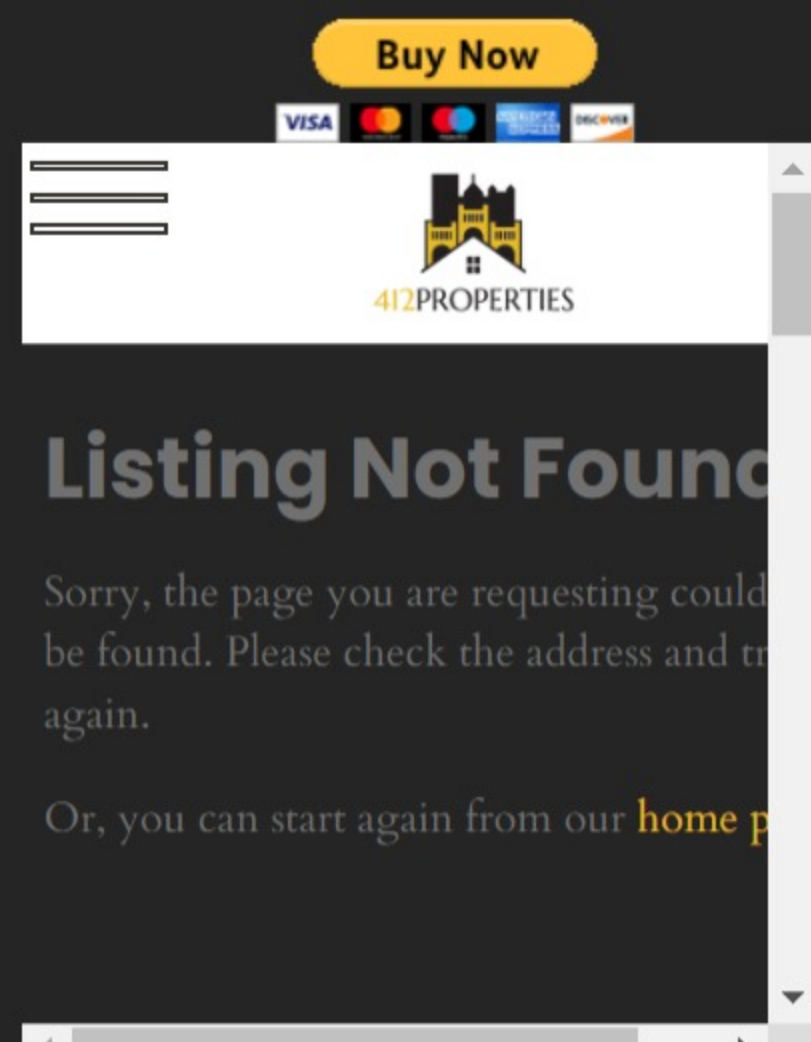 Buy Now
VISA DISCOVER
412PROPERTIES
Listing Not Found
Sorry, the page you are requesting could
be found. Please check the address and tr
again.
Or, you can start again from our home p